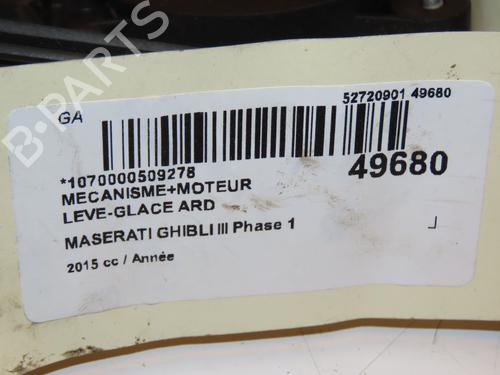 GA
52720901 49680
*1070000509278
49680
MECANISME+MOTEUR
LEVE-GLACE ARD
MASERATI GHIBLI III Phase 1
2015 cc / Année
B-PARTS